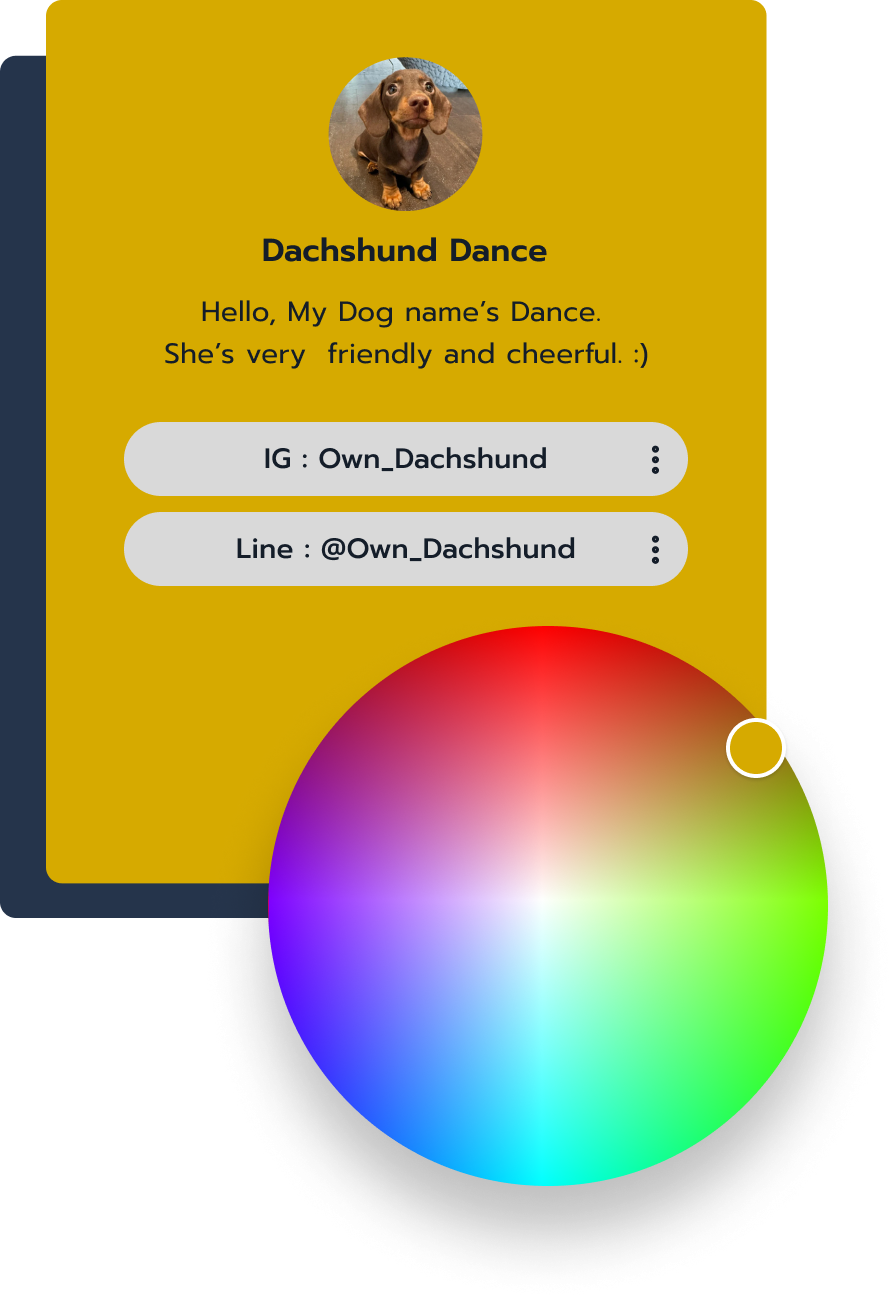 Dachshund Dance
Hello, My Dog name’s Dance.
She’s very  friendly and cheerful. :)
IG : Own_Dachshund
Line : @Own_Dachshund